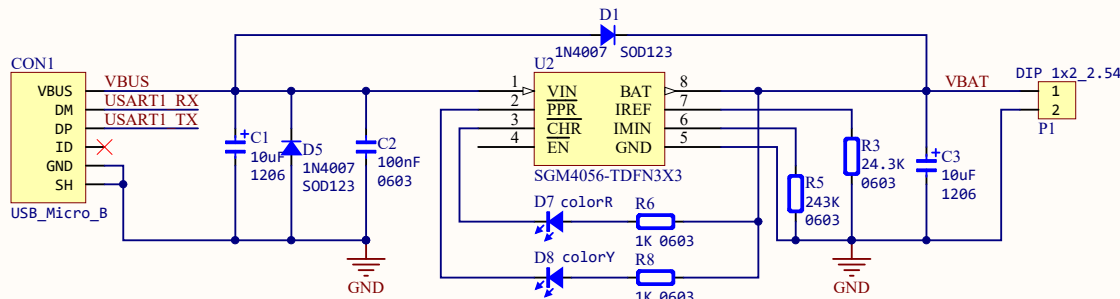 D1
1N4007 SOD123
CON1
VBUS
DM
DP
ID
GND
SH
USB_Micro_B
VBUS
USART1_RX
USART1_TX
C1
10uF
1206
D5
1N4007
SOD123
C2
100nF
0603
GND
U2
1 VIN BAT 8
2 PPR IREF 7
3 CHR IMIN 6
4 EN GND 5
SGM4056-TDFN3X3
D7 colorR
R6
1K 0603
D8 colorY
R8
1K 0603
R5
243K
0603
R3
24.3K
0603
GND
C3
10uF
1206
VBAT
DIP 1x2_2.54
1
2
P1